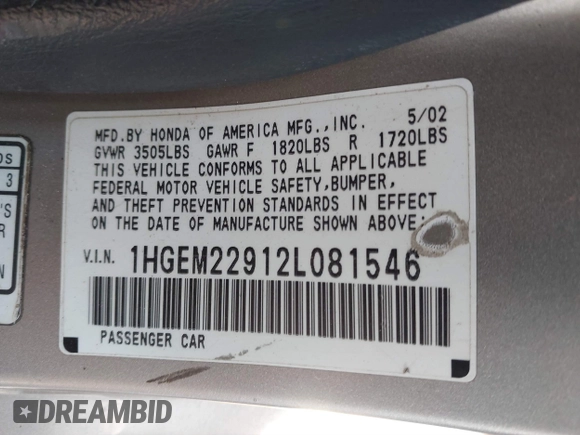 MFD.BY HONDA OF AMERICA MFG.,INC. 5/02
GVWR 3505LBS GAWR F 1820LBS R 1720LBS
THIS VEHICLE CONFORMS TO ALL APPLICABLE
FEDERAL MOTOR VEHICLE SAFETY,BUMPER,
AND THEFT PREVENTION STANDARDS IN EFFECT
ON THE DATE OF MANUFACTURE SHOWN ABOVE:
V.I.N. 1HGEM22912L081546
PASSENGER CAR
DS
3
'S
R
DREAMBID